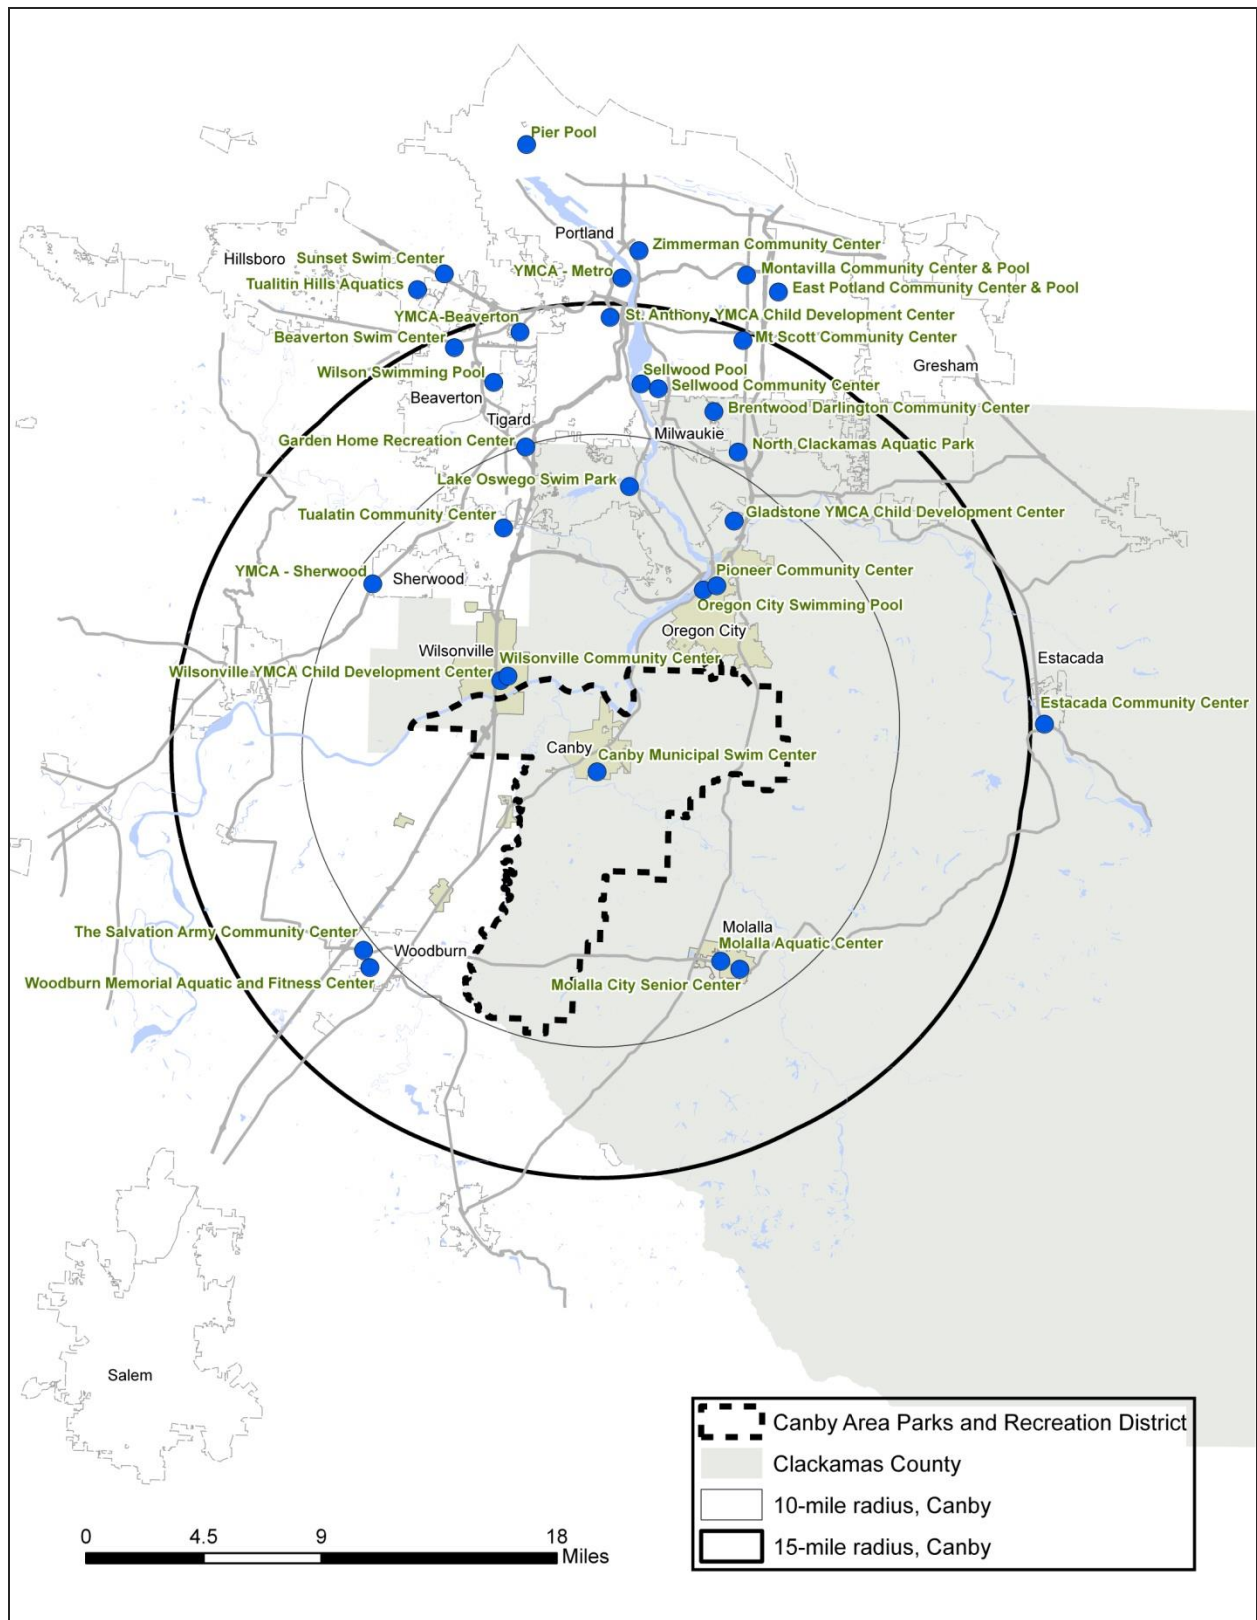 Pier Pool
Portland
Zimmerman Community Center
Hillsboro
Sunset Swim Center
YMCA - Metro
Montavilla Community Center & Pool
Tualitin Hills Aquatics
East Potland Community Center & Pool
YMCA-Beaverton
St. Anthony YMCA Child Development Center
Beaverton Swim Center
Mt Scott Community Center
Gresham
Wilson Swimming Pool
Sellwood Pool
Sellwood Community Center
Beaverton
Brentwood Darlington Community Center
Tigard
Milwaukie
Garden Home Recreation Center
North Clackamas Aquatic Park
Lake Oswego Swim Park
Tualatin Community Center
Gladstone YMCA Child Development Center
YMCA - Sherwood
Sherwood
Pioneer Community Center
Oregon City Swimming Pool
Oregon City
Wilsonville
Wilsonville Community Center
Estacada
Wilsonville YMCA Child Development Center
Estacada Community Center
Canby
Canby Municipal Swim Center
The Salvation Army Community Center
Molalla
Woodburn
Molalla Aquatic Center
Woodburn Memorial Aquatic and Fitness Center
Molalla City Senior Center
Salem
Canby Area Parks and Recreation District
Clackamas County
10-mile radius, Canby
15-mile radius, Canby
0 4.5 9 18
Miles